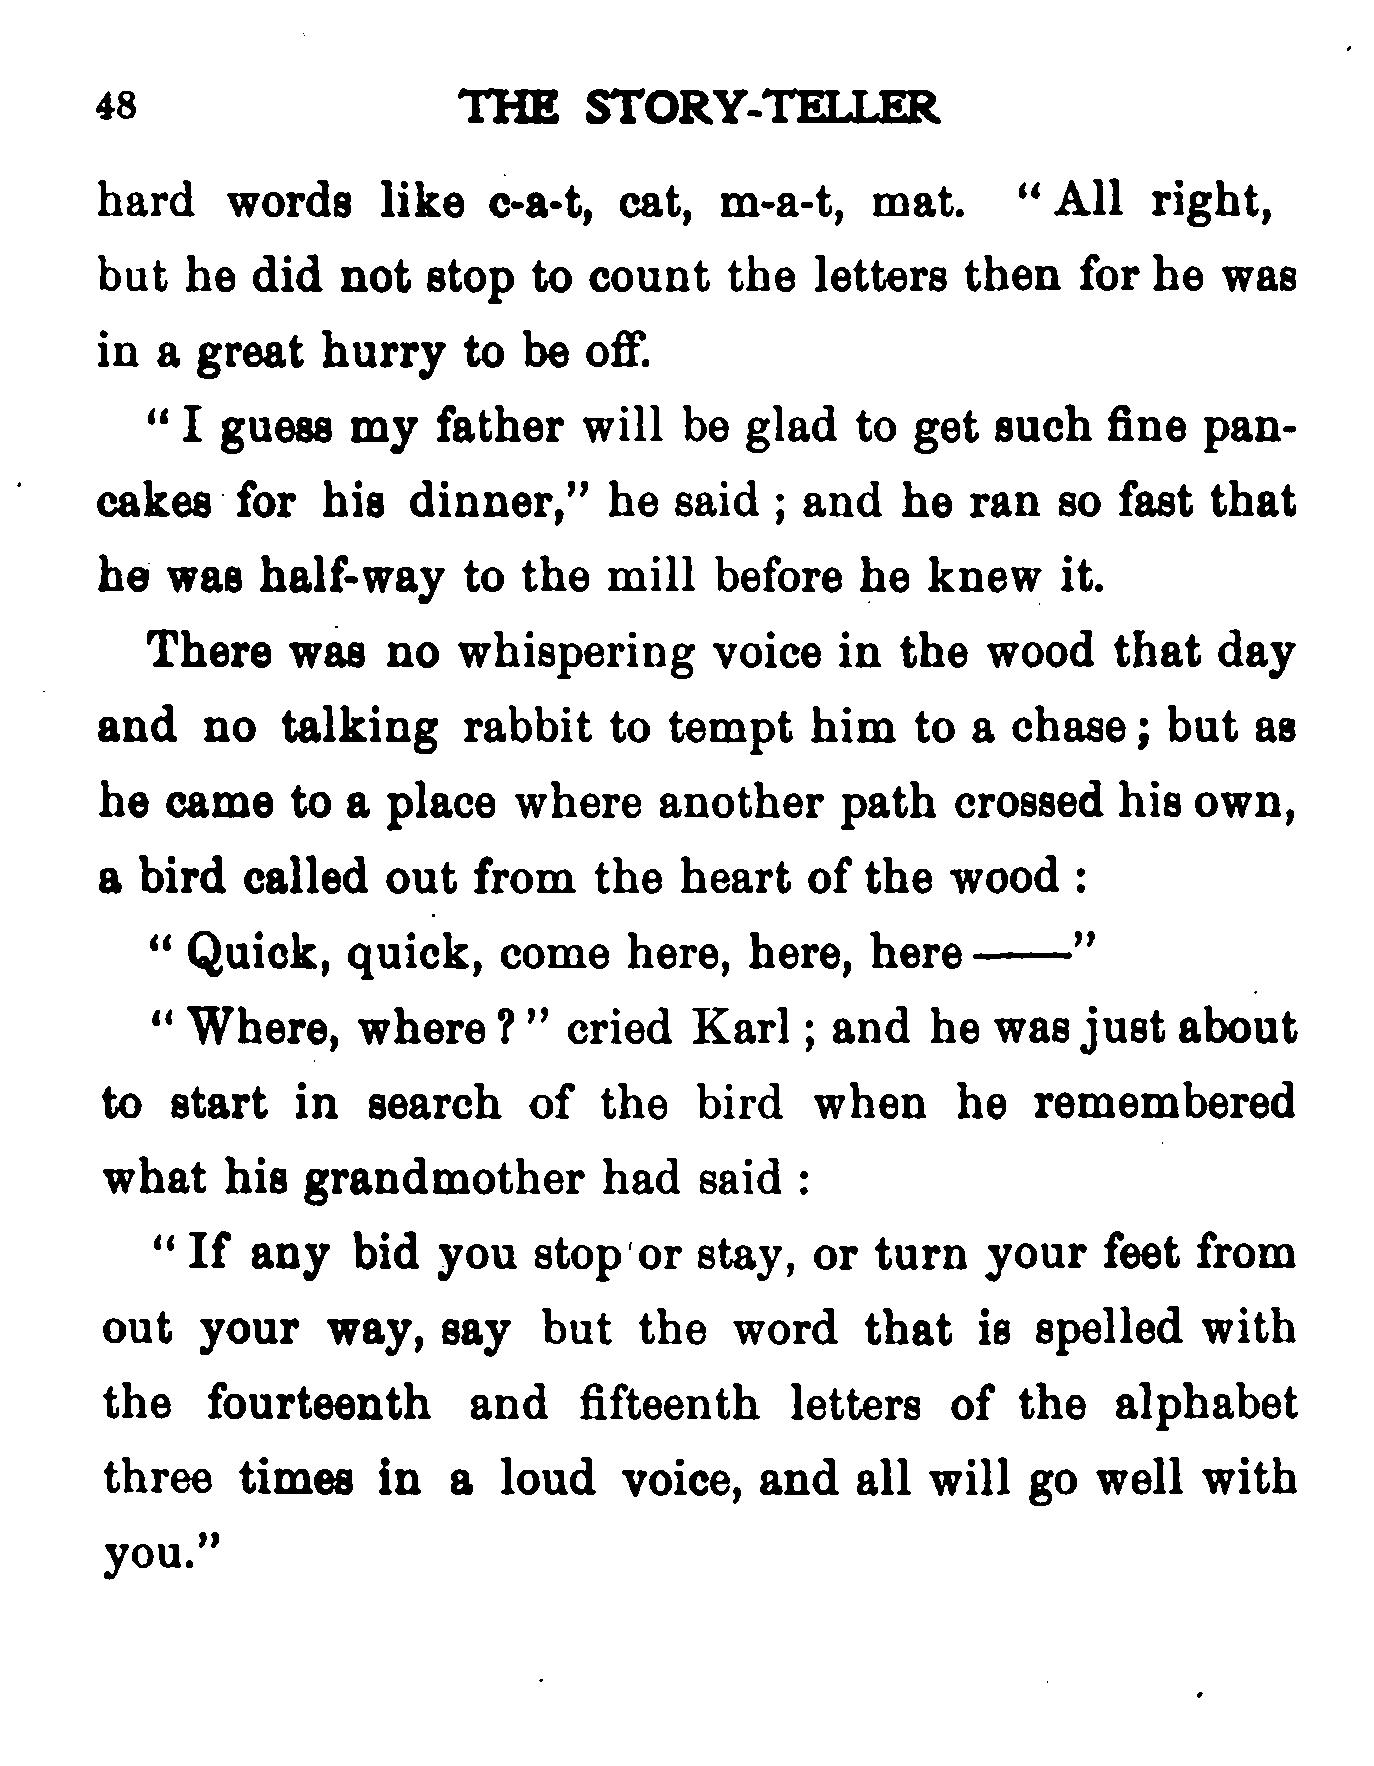 48 THE STORY-TELLER
hard words like c-a-t, cat, m-a-t, mat. “ All right,
but he did not stop to count the letters then for he was
in a great hurry to be off.
“ I guess my father will be glad to get such fine pan-
cakes for his dinner,” he said ; and he ran so fast that
he was half-way to the mill before he knew it.
There was no whispering voice in the wood that day
and no talking rabbit to tempt him to a chase ; but as
he came to a place where another path crossed his own,
a bird called out from the heart of the wood :
“ Quick, quick, come here, here, here ——”
“ Where, where ? ” cried Karl ; and he was just about
to start in search of the bird when he remembered
what his grandmother had said :
“ If any bid you stop or stay, or turn your feet from
out your way, say but the word that is spelled with
the fourteenth and fifteenth letters of the alphabet
three times in a loud voice, and all will go well with
you.”